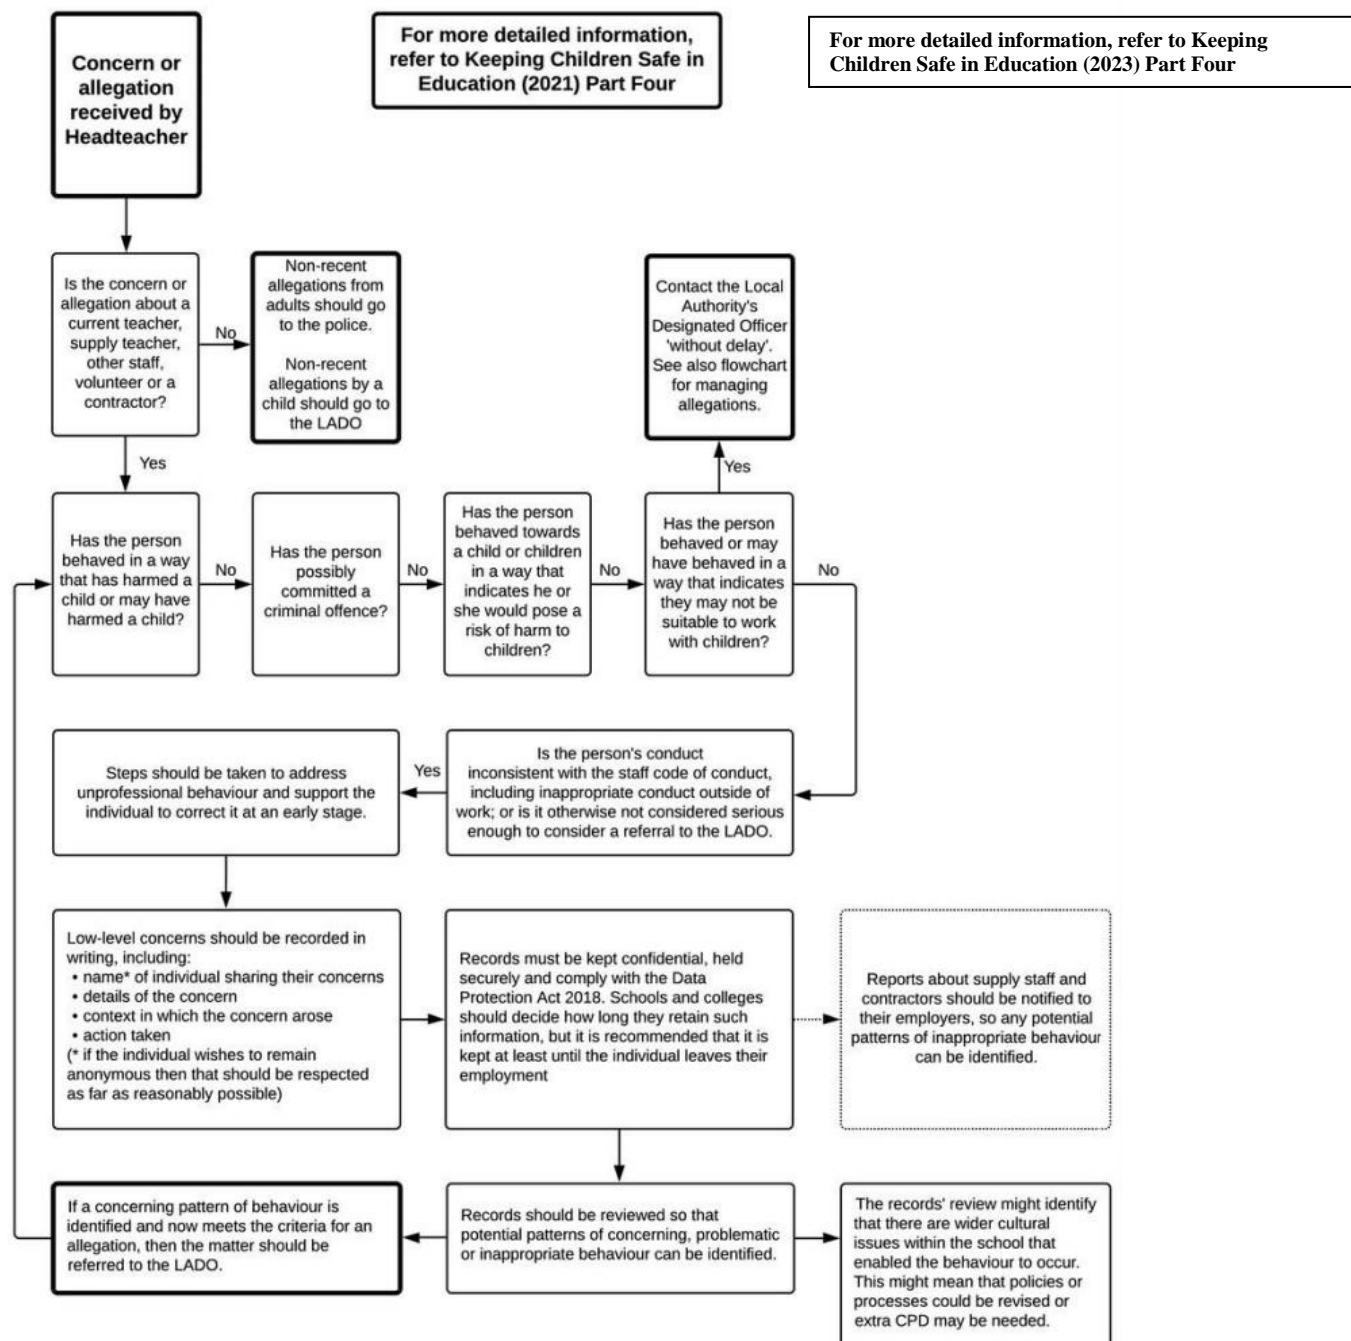 Concern or
allegation
received by
Headteacher
For more detailed information,
refer to Keeping Children Safe in
Education (2021) Part Four
For more detailed information, refer to Keeping
Children Safe in Education (2023) Part Four
Is the concern or
allegation about a
current teacher,
supply teacher,
other staff,
volunteer or a
contractor?
No
Non-recent
allegations from
adults should go
to the police.
Non-recent
allegations by a
child should go to
the LADO
Contact the Local
Authority's
Designated Officer
'without delay'.
See also flowchart
for managing
allegations.
Yes
Yes
Has the person
behaved in a way
that has harmed a
child or may have
harmed a child?
No
Has the person
possibly
committed a
criminal offence?
No
Has the person
behaved towards
a child or children
in a way that
indicates he or
she would pose a
risk of harm to
children?
No
Has the person
behaved or may
have behaved in a
way that indicates
they may not be
suitable to work
with children?
No
Steps should be taken to address
unprofessional behaviour and support the
individual to correct it at an early stage.
Yes
Is the person's conduct
inconsistent with the staff code of conduct,
including inappropriate conduct outside of
work; or is it otherwise not considered serious
enough to consider a referral to the LADO.
Low-level concerns should be recorded in
writing, including:
• name* of individual sharing their concerns
• details of the concern
• context in which the concern arose
• action taken
(* if the individual wishes to remain
anonymous then that should be respected
as far as reasonably possible)
Records must be kept confidential, held
securely and comply with the Data
Protection Act 2018. Schools and colleges
should decide how long they retain such
information, but it is recommended that it is
kept at least until the individual leaves their
employment
Reports about supply staff and
contractors should be notified to
their employers, so any potential
patterns of inappropriate behaviour
can be identified.
If a concerning pattern of behaviour is
identified and now meets the criteria for an
allegation, then the matter should be
referred to the LADO.
Records should be reviewed so that
potential patterns of concerning, problematic
or inappropriate behaviour can be identified.
The records' review might identify
that there are wider cultural
issues within the school that
enabled the behaviour to occur.
This might mean that policies or
processes could be revised or
extra CPD may be needed.